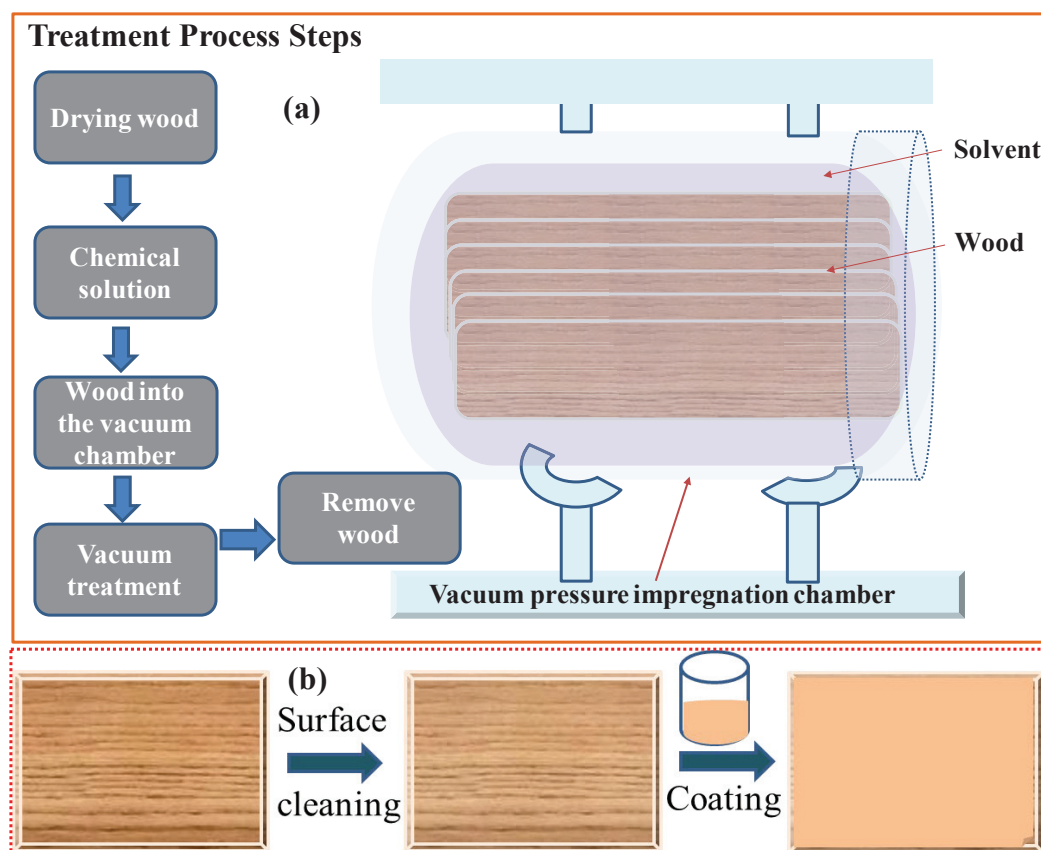 Treatment Process Steps
(a)
Drying wood
Chemical
solution
Wood into
the vacuum
chamber
Vacuum
treatment
Remove
wood
Solvent
Wood
Vacuum pressure impregnation chamber
(b)
Surface
cleaning
Coating